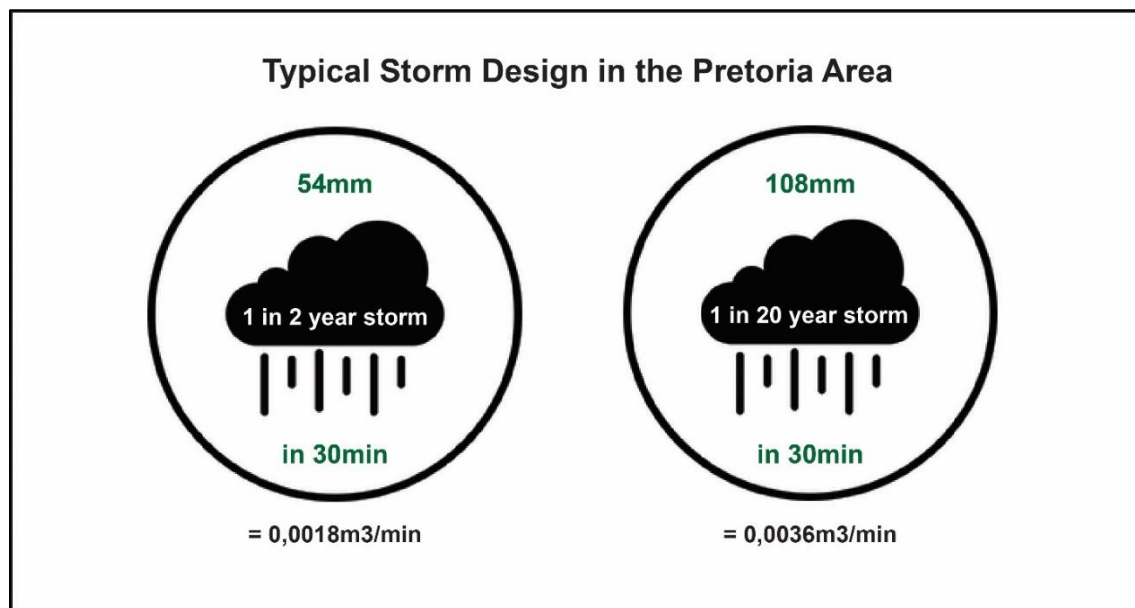 Typical Storm Design in the Pretoria Area
54mm
1 in 2 year storm
in 30min
= 0,0018m3/min
108mm
1 in 20 year storm
in 30min
= 0,0036m3/min